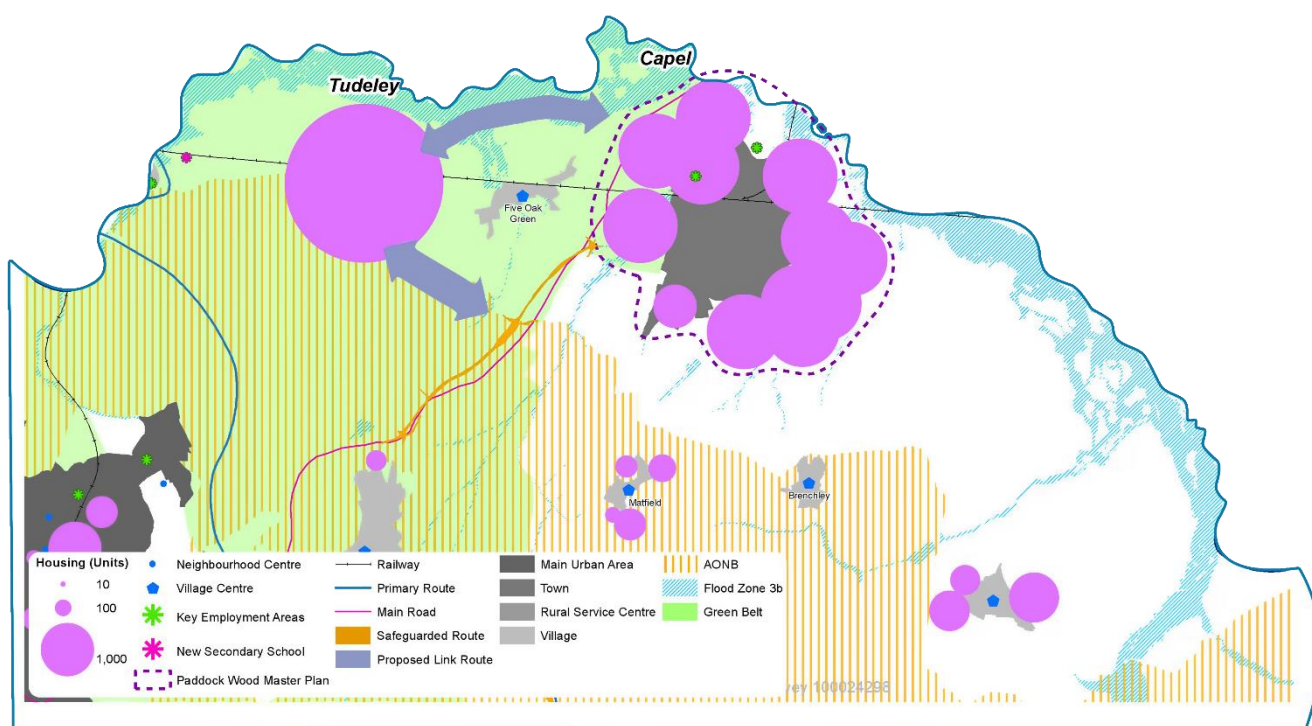 Capel
Tudeley
Five Oak
Green
Matfield
Brenchley
Housing (Units)
10
100
1,000
Neighbourhood Centre
Village Centre
Key Employment Areas
New Secondary School
Paddock Wood Master Plan
Railway
Primary Route
Main Road
Safeguarded Route
Proposed Link Route
Main Urban Area
Town
Rural Service Centre
Village
AONB
Flood Zone 3b
Green Belt
vey 100024298